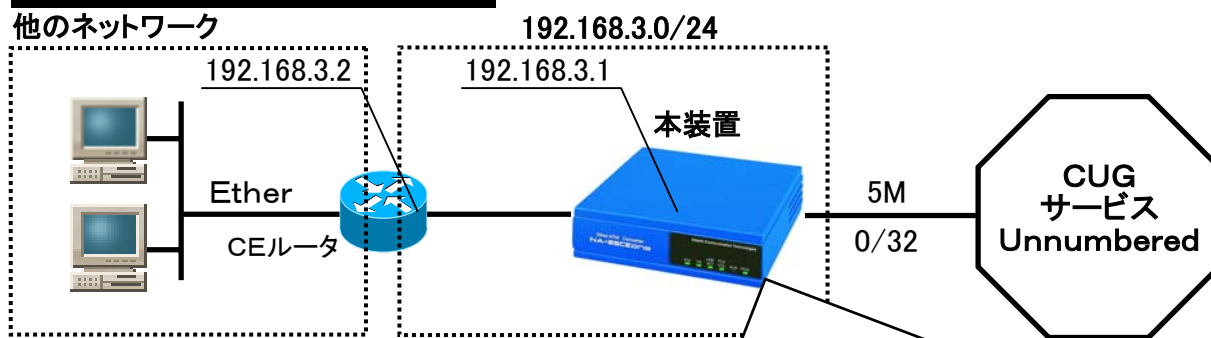 他のネットワーク
192.168.3.0/24
192.168.3.2
192.168.3.1
本装置
Ether
CEルータ
5M
0/32
CUG
サービス
Unnumbered